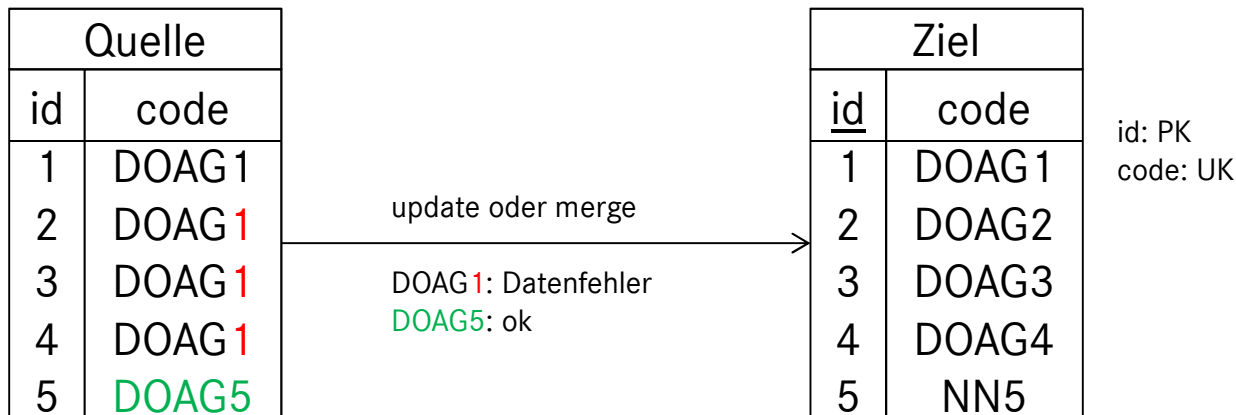 Quelle
id code
1 DOAG1
2 DOAG1
3 DOAG1
4 DOAG1
5 DOAG5
update oder merge
DOAG1: Datenfehler
DOAG5: ok
Ziel
id code
1 DOAG1
2 DOAG2
3 DOAG3
4 DOAG4
5 NN5
id: PK
code: UK